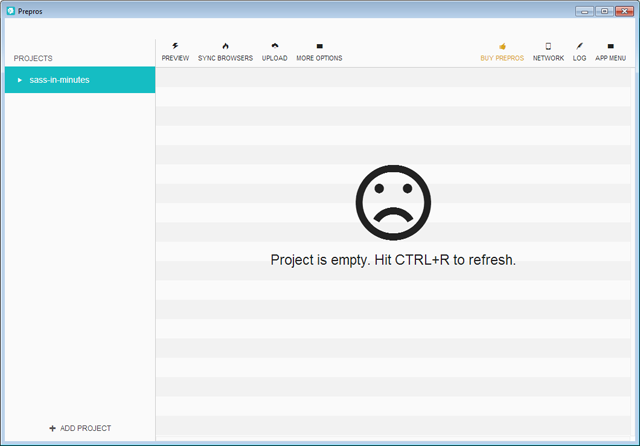 Prepros
PROJECTS
PREVIEW SYNC BROWSERS UPLOAD MORE OPTIONS BUY PREPROS NETWORK LOG APP MENU
sass-in-minutes
Project is empty. Hit CTRL+R to refresh.
ADD PROJECT